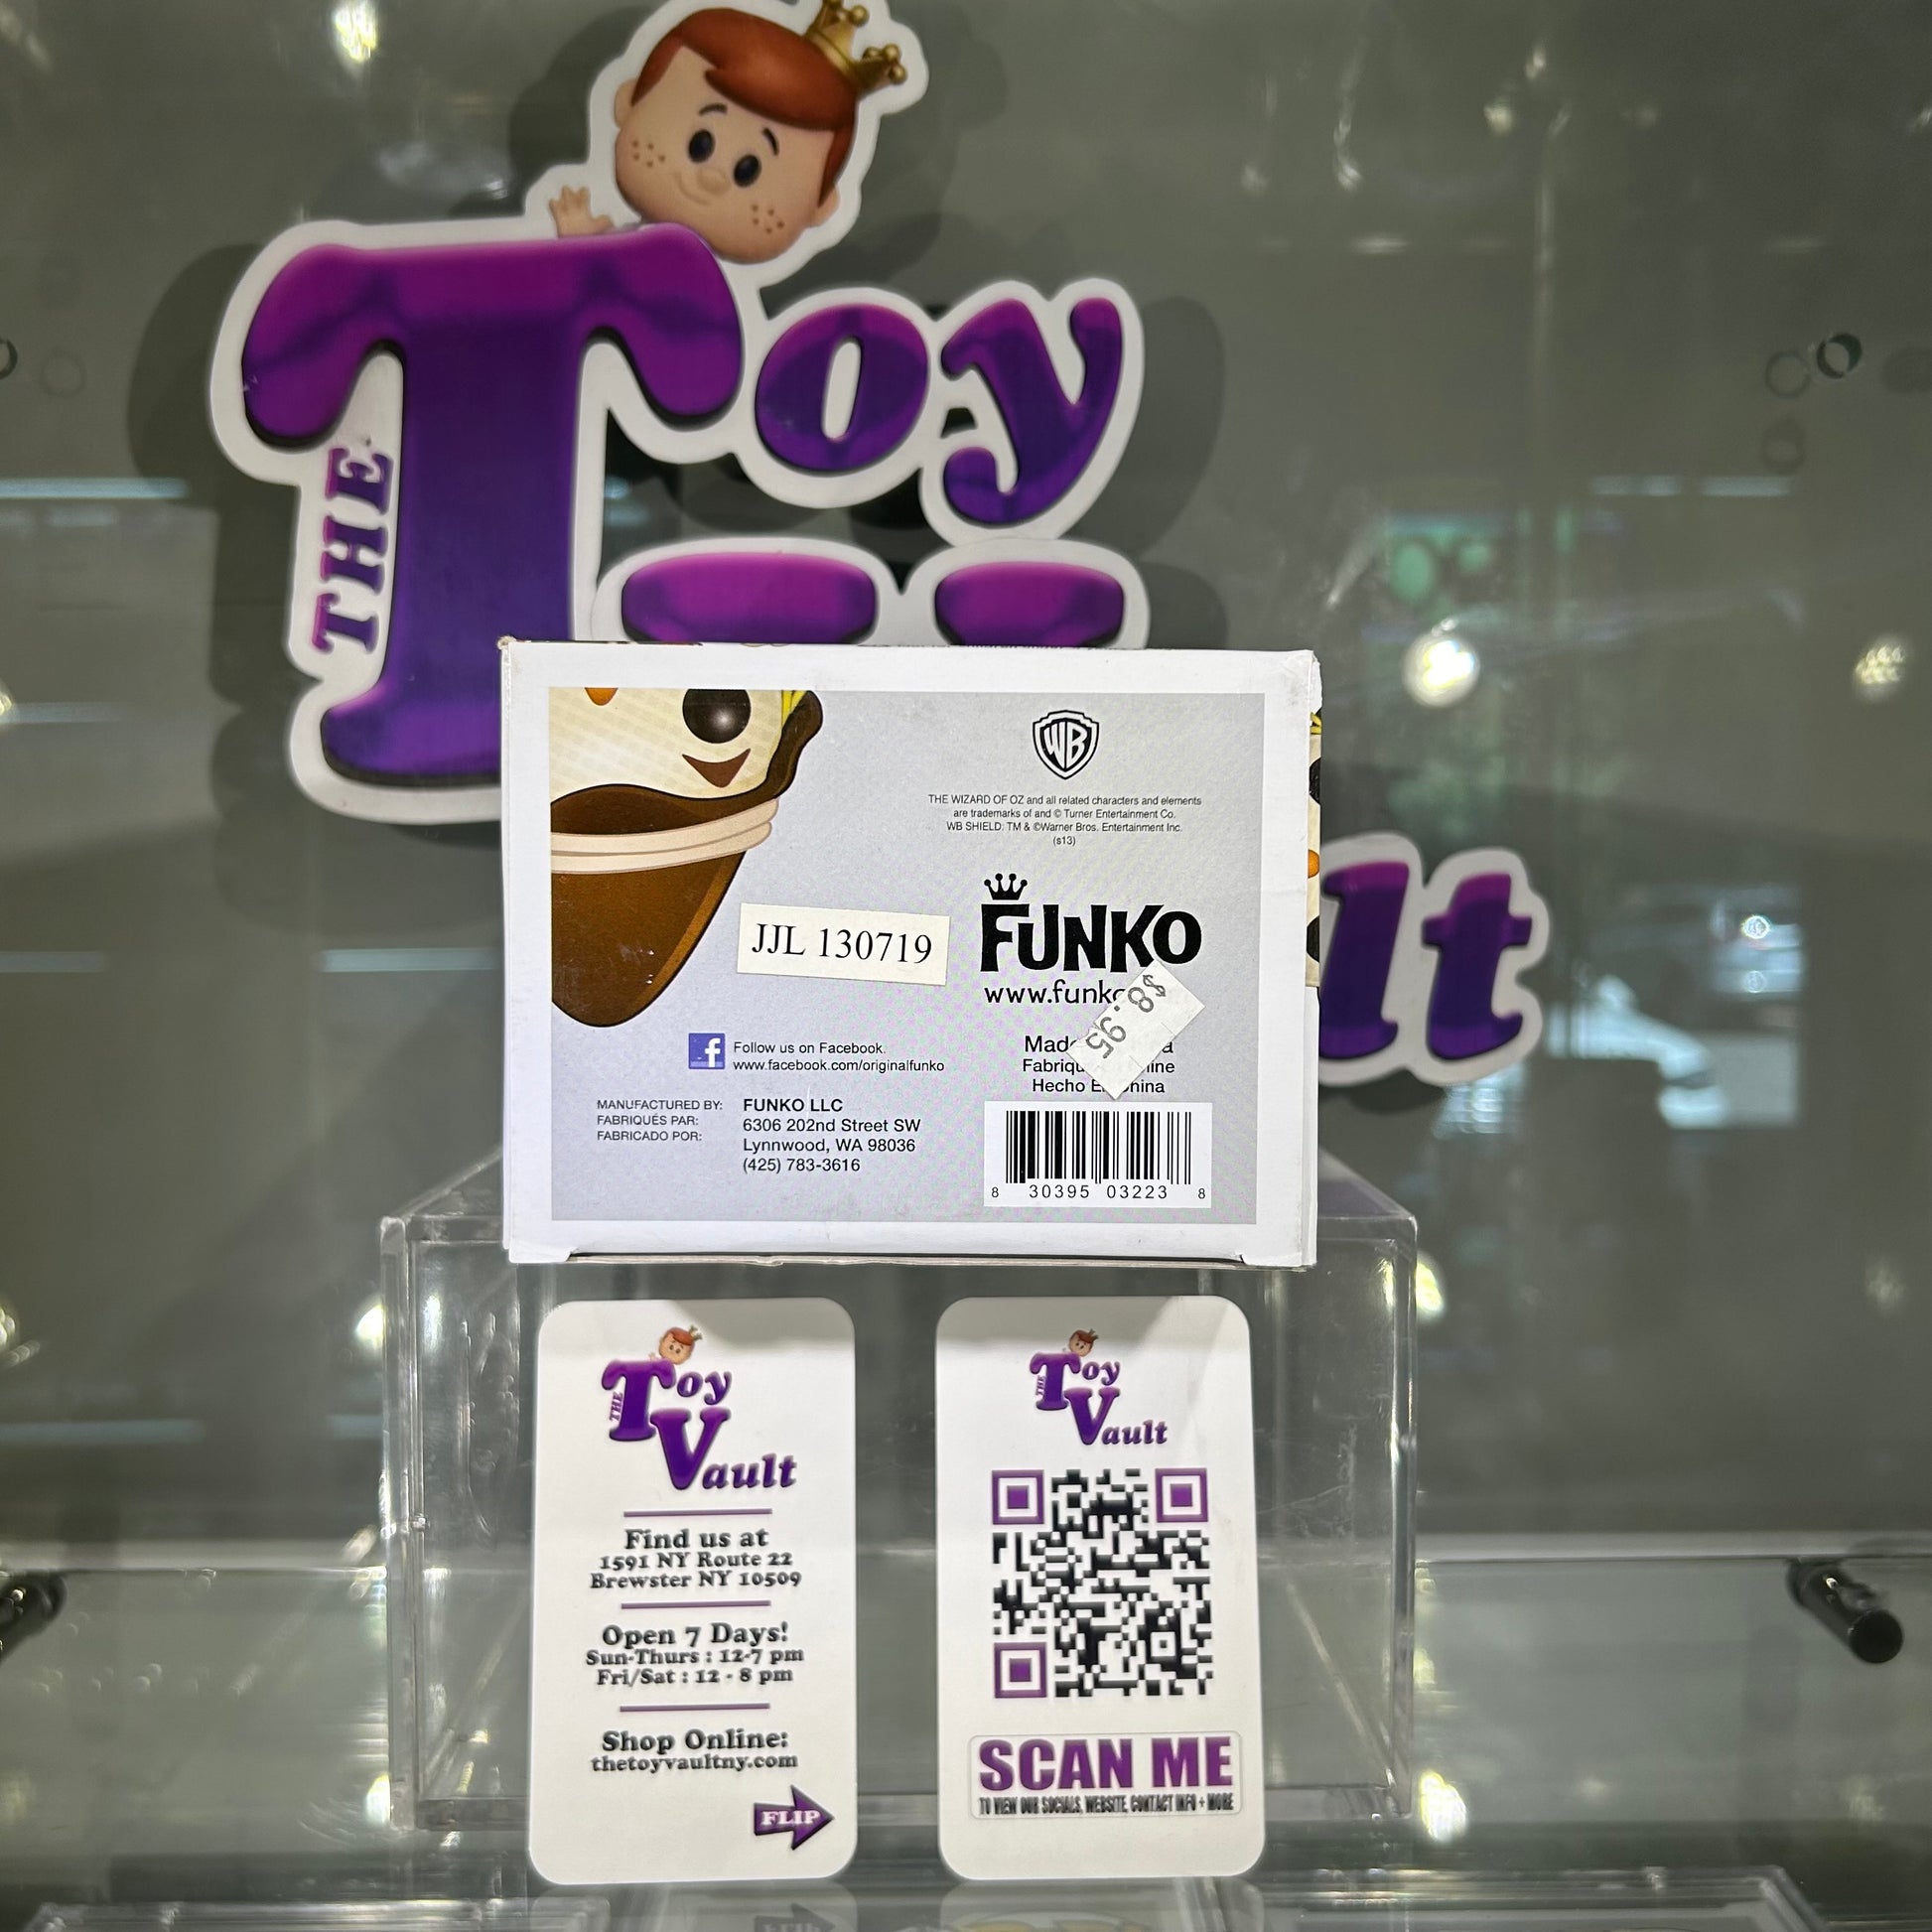 THE Toy
lt
WB
THE WIZARD OF OZ and all related characters and elements
are trademarks of and © Turner Entertainment Co.
WB SHIELD: TM & ©Warner Bros. Entertainment Inc.
(s13)
JJL 130719
FUNKO
www.funko
$8.95
Made
Fabriqu ine
Hecho En China
f
Follow us on Facebook.
www.facebook.com/originalfunko
MANUFACTURED BY:
FABRIQUÉS PAR:
FABRICADO POR:
FUNKO LLC
6306 202nd Street SW
Lynnwood, WA 98036
(425) 783-3616
8 30395 03223 8
THE Toy
Vault
Find us at
1591 NY Route 22
Brewster NY 10509
Open 7 Days!
Sun-Thurs : 12-7 pm
Fri/Sat : 12 - 8 pm
Shop Online:
thetoyvaultny.com
FLIP
THE Toy
Vault
SCAN ME
TO VIEW OUR SOCIALS, WEBSITE, CONTACT INFO + MORE